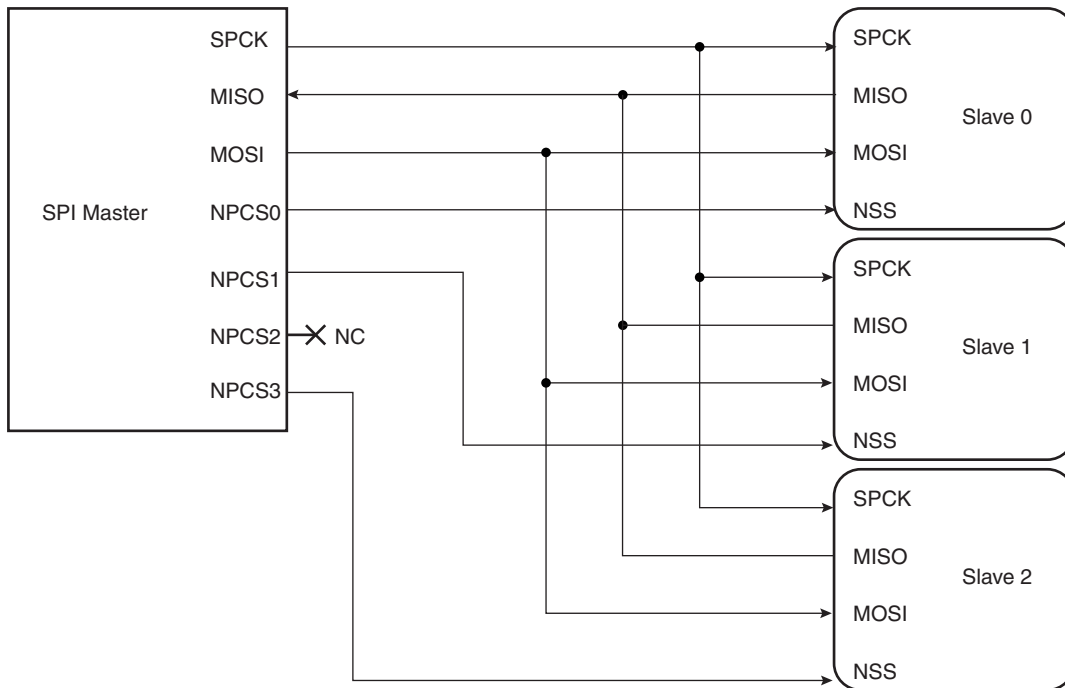 SPI Master
SPCK
MISO
MOSI
NPCS0
NPCS1
NPCS2
NC
NPCS3
SPCK
MISO
Slave 0
MOSI
NSS
SPCK
MISO
Slave 1
MOSI
NSS
SPCK
MISO
Slave 2
MOSI
NSS